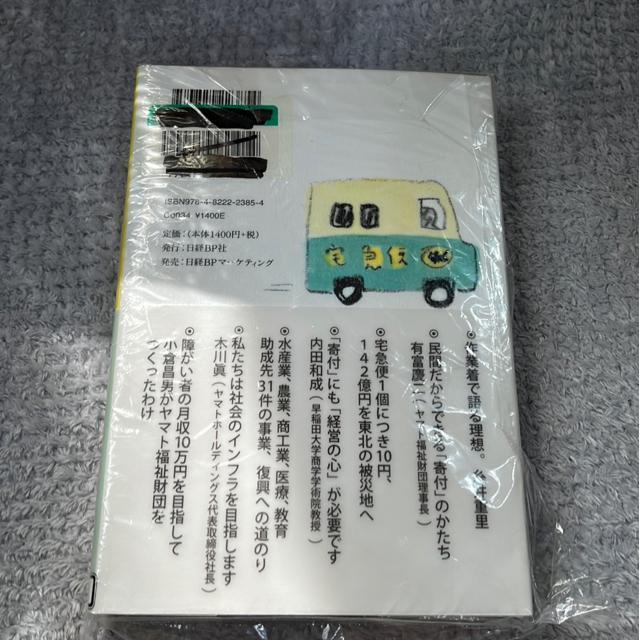 ISBN978-4-8222-2385-4
C0034 ¥1400E
定価：（本体1400円+税）
発行：日経BP社
発売：日経BPマーケティング
宅急便
●作業着で語る理想。 糸井重里
●民間だからできる「寄付」のかたち
有富慶二（ヤマト福祉財団理事長）
●宅急便1個につき10円、
142億円を東北の被災地へ
●「寄付」にも「経営の心」が必要です
内田和成（早稲田大学商学学術院教授）
●水産業、農業、商工業、医療、教育
助成先31件の事業、復興への道のり
●私たちは社会のインフラを目指します
木川眞（ヤマトホールディングス代表取締役社長）
●障がい者の月収10万円を目指して
小倉昌男がヤマト福祉財団を
つくったわけ